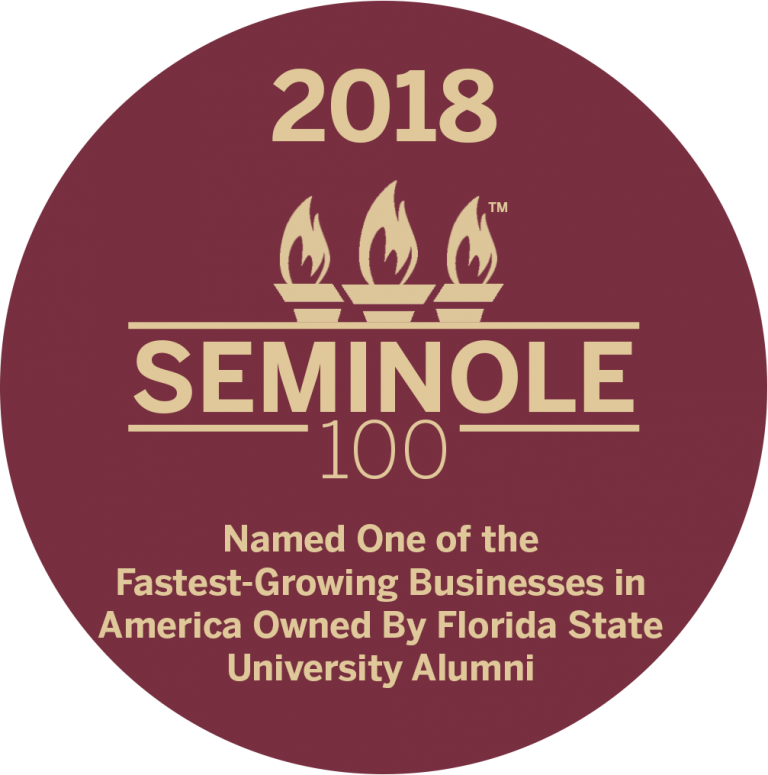 2018
™
SEMINOLE
100
Named One of the
Fastest-Growing Businesses in
America Owned By Florida State
University Alumni